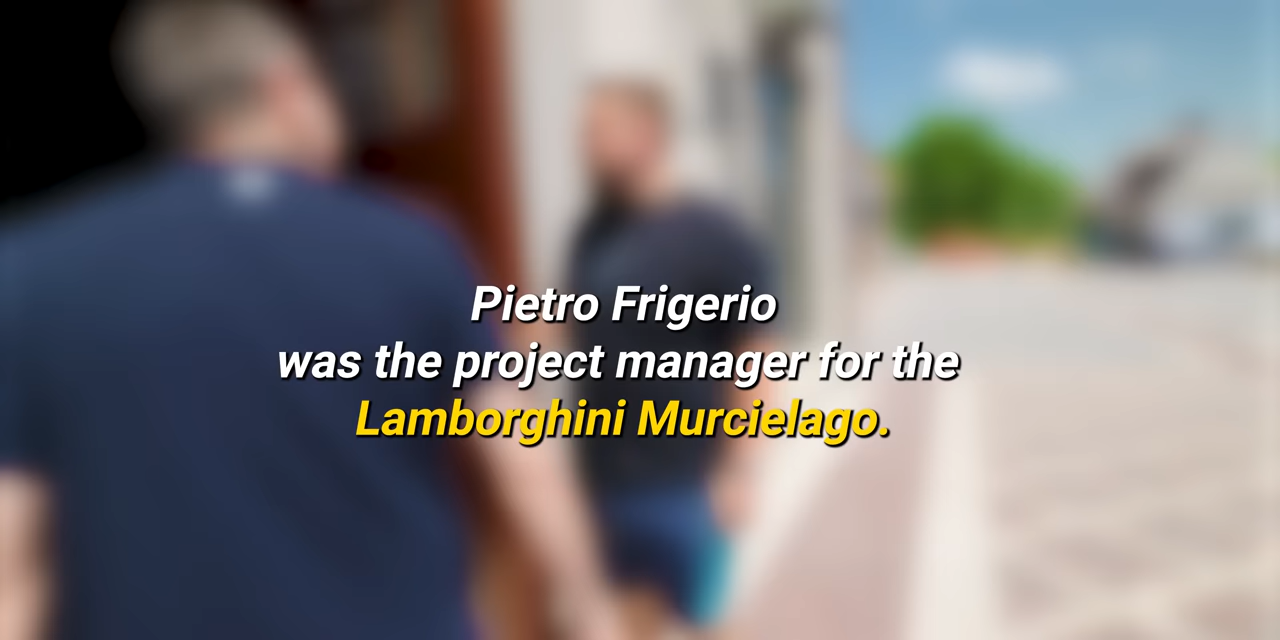 Pietro Frigerio
was the project manager for the
Lamborghini Murcielago.